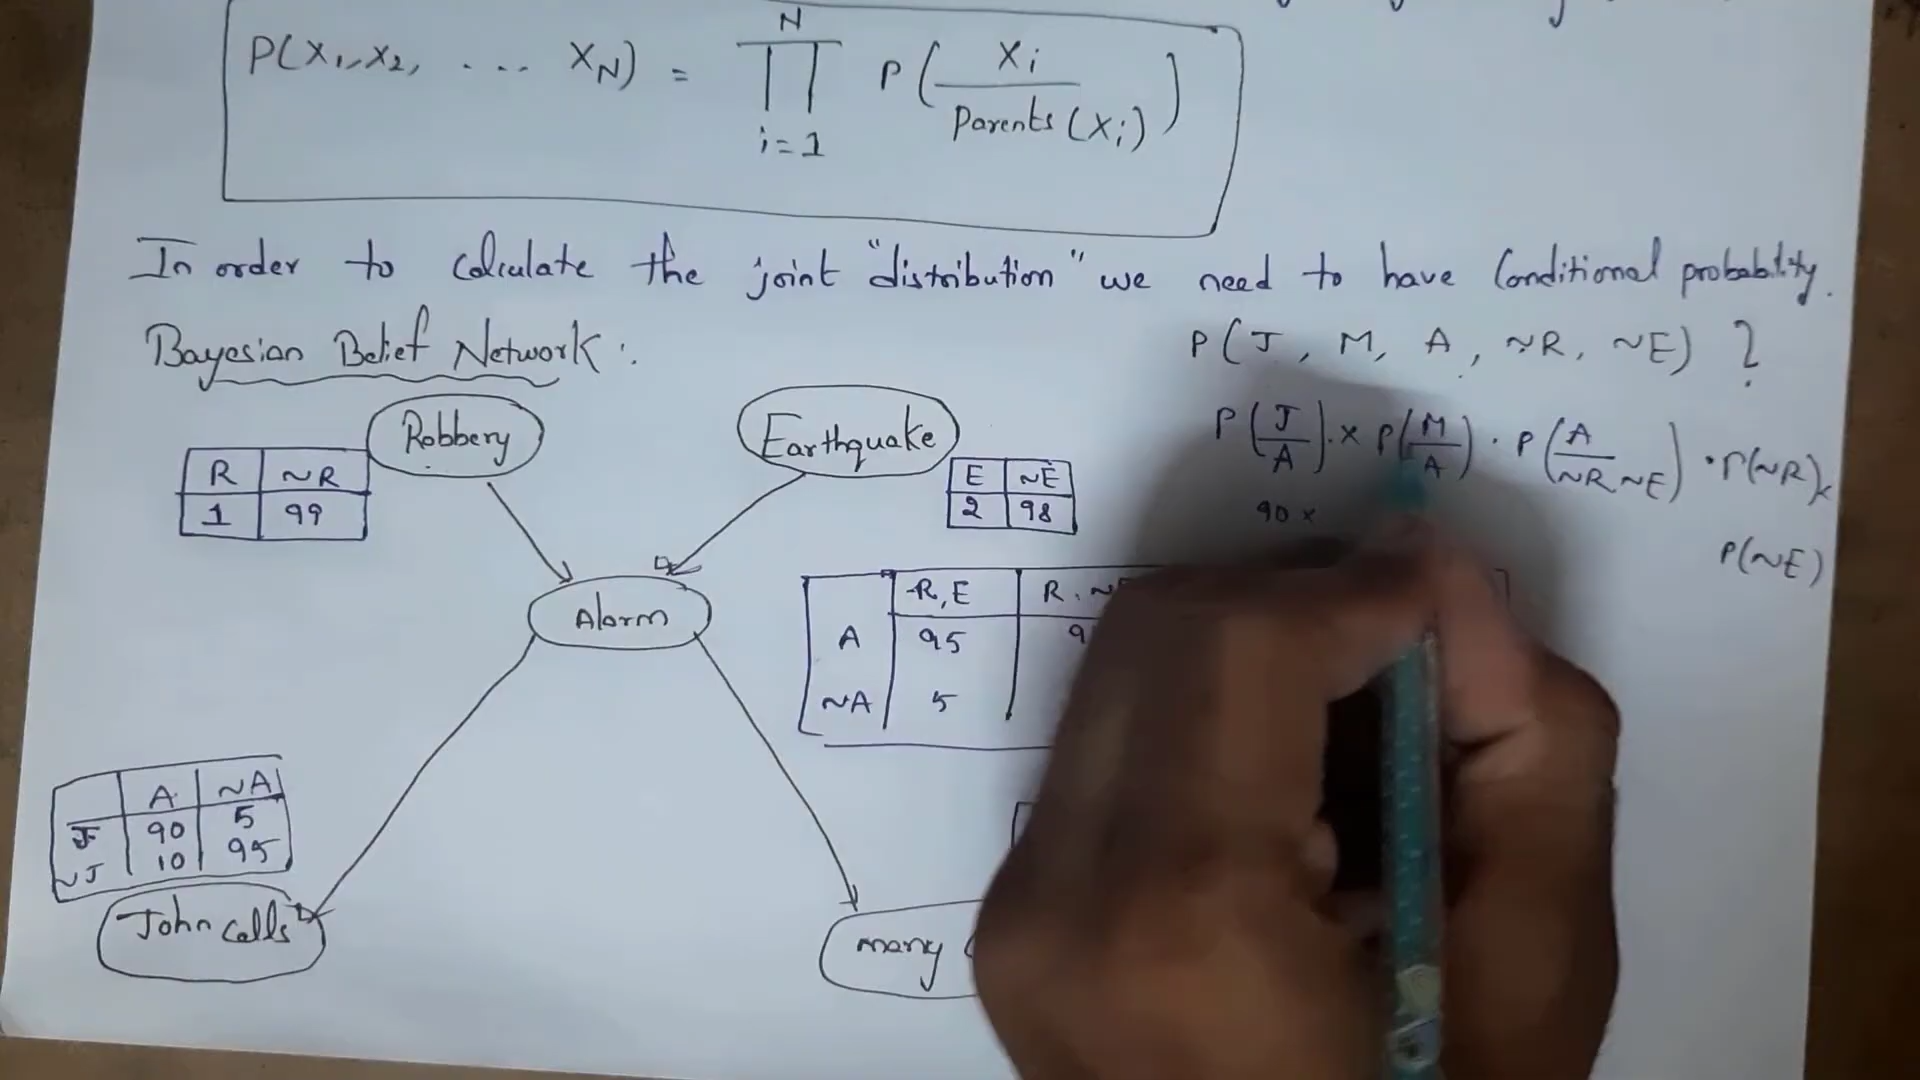 N
P(X1, X2, .... XN) = ∏ P(Xi / Parents(Xi))
i=1
In order to calculate the joint "distribution" we need to have Conditional probability.
Bayesian Belief Network:
P(J, M, A, ~R, ~E) ?
P(J/A) . x P(M/A) . P(A/~R ~E) . P(~R) x
90 x
P(~E)
Robbery
Earthquake
R ~R
1 99
E ~E
2 98
Alarm
R,E R.
A 95
~A 5
A ~A
J 90 5
~J 10 95
John calls
many